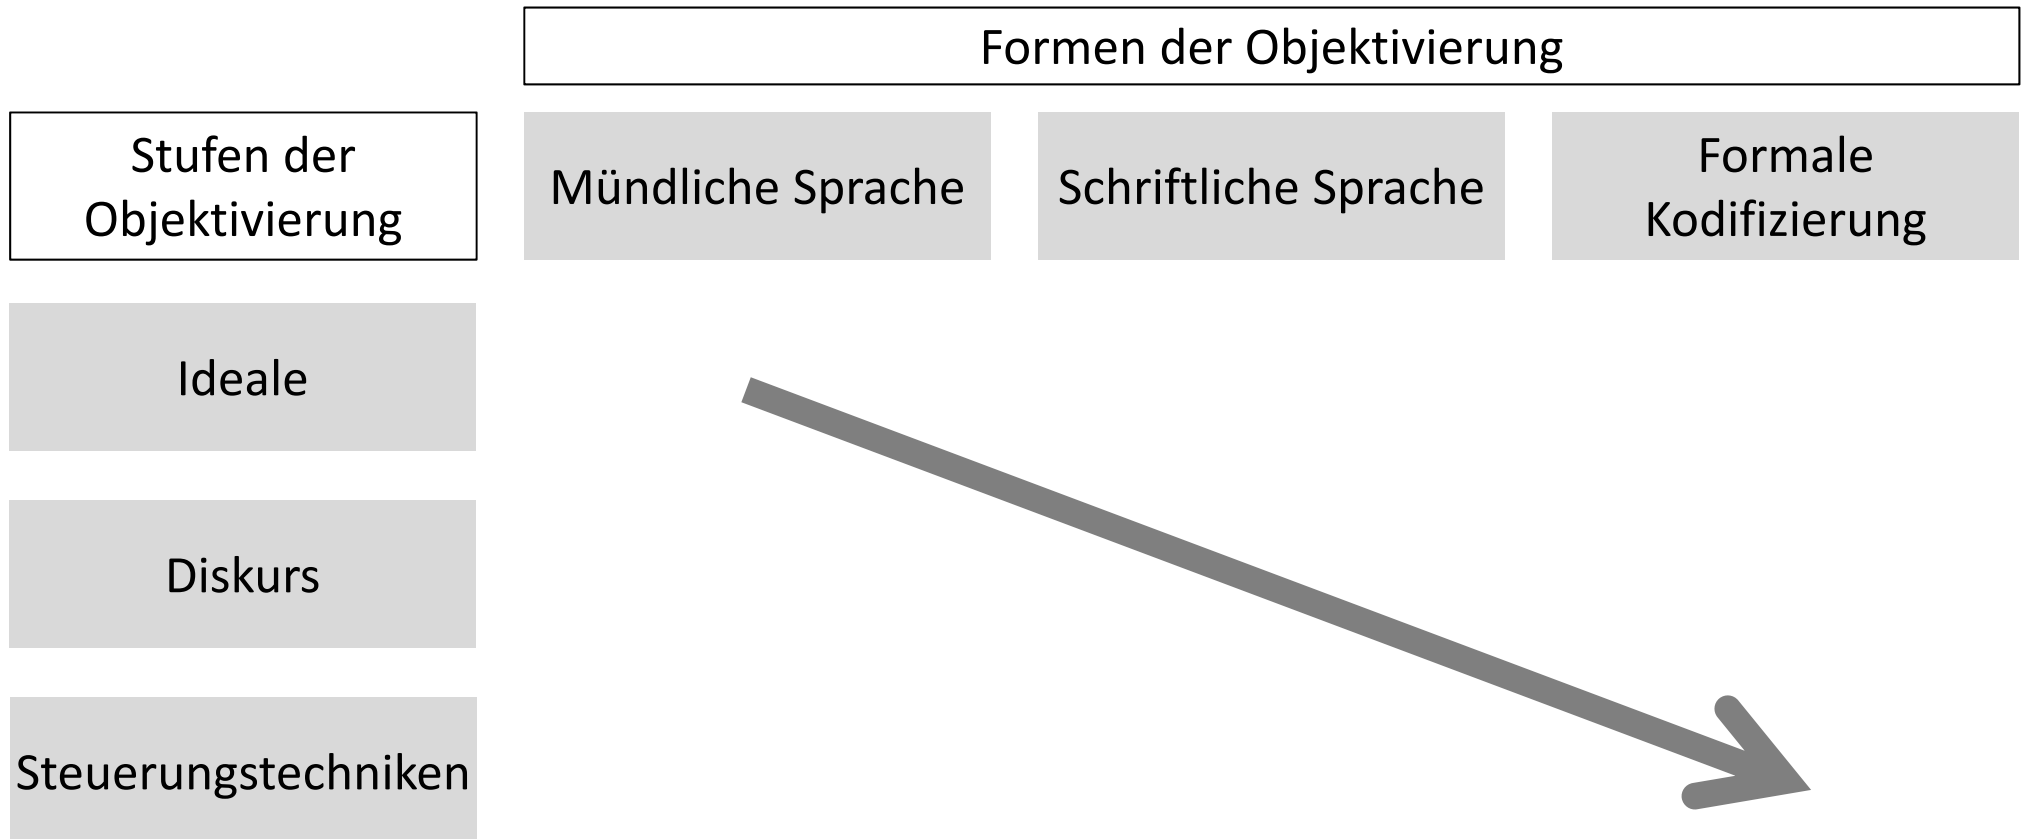 Formen der Objektivierung
Stufen der
Objektivierung
Mündliche Sprache
Schriftliche Sprache
Formale
Kodifizierung
Ideale
Diskurs
Steuerungstechniken